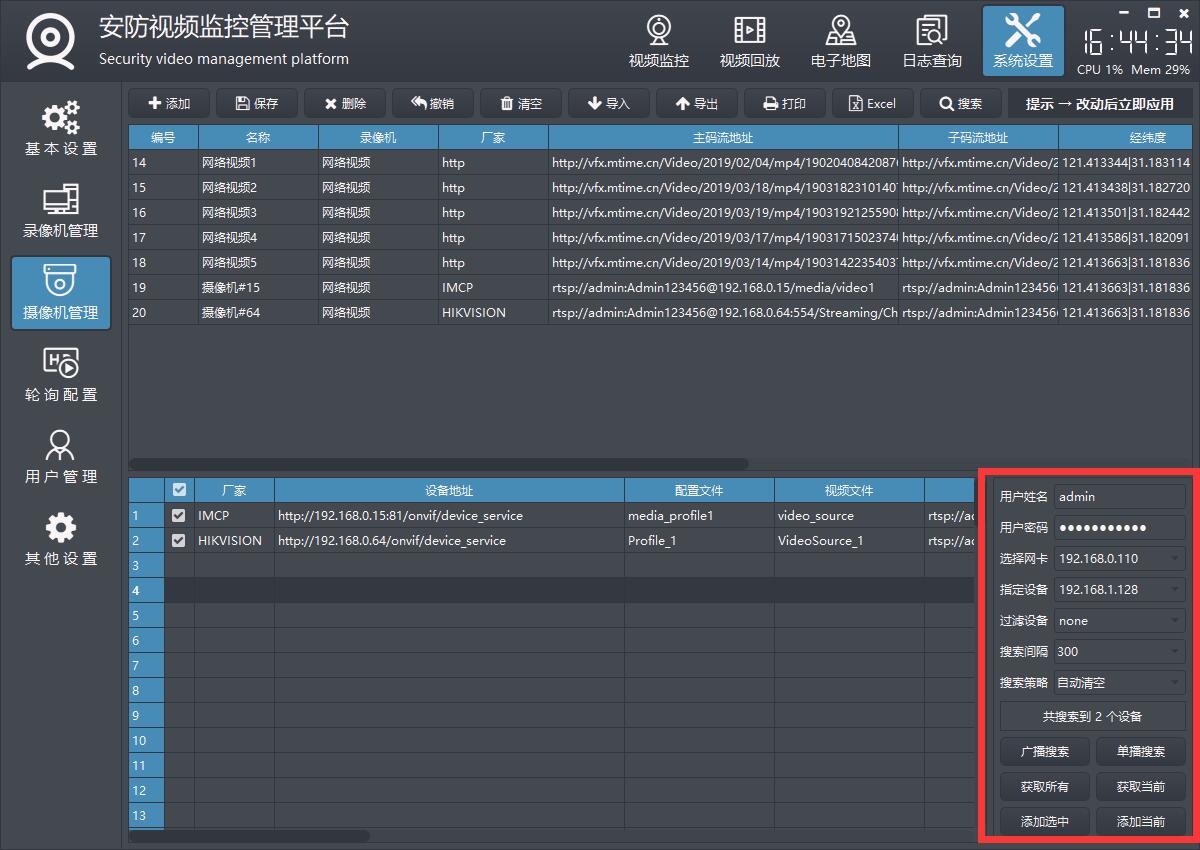 安防视频监控管理平台
Security video management platform
视频监控 视频回放 电子地图 日志查询 系统设置
16:44:34
CPU 1% Mem 29%
基本设置
录像机管理
摄像机管理
轮询配置
用户管理
其他设置
添加 保存 删除 撤销 清空 导入 导出 打印 Excel 搜索 提示 → 改动后立即应用
编号 名称 录像机 厂家 主码流地址 子码流地址 经纬度
14 网络视频1 网络视频 http http://vfx.mtime.cn/Video/2019/02/04/mp4/1902040842087 http://vfx.mtime.cn/Video/2 121.413344|31.183114
15 网络视频2 网络视频 http http://vfx.mtime.cn/Video/2019/03/18/mp4/19031823101407 http://vfx.mtime.cn/Video/2 121.413438|31.182720
16 网络视频3 网络视频 http http://vfx.mtime.cn/Video/2019/03/19/mp4/19031921255908 http://vfx.mtime.cn/Video/2 121.413501|31.182442
17 网络视频4 网络视频 http http://vfx.mtime.cn/Video/2019/03/17/mp4/19031715023740 http://vfx.mtime.cn/Video/2 121.413586|31.182091
18 网络视频5 网络视频 http http://vfx.mtime.cn/Video/2019/03/14/mp4/19031422354037 http://vfx.mtime.cn/Video/2 121.413663|31.181836
19 摄像机#15 网络视频 IMCP rtsp://admin:Admin123456@192.168.0.15/media/video1 rtsp://admin:Admin123456 121.413663|31.181836
20 摄像机#64 网络视频 HIKVISION rtsp://admin:Admin123456@192.168.0.64:554/Streaming/Ch rtsp://admin:Admin123456 121.413663|31.181836
厂家 设备地址 配置文件 视频文件
1 IMCP http://192.168.0.15:81/onvif/device_service media_profile1 video_source rtsp://ad
2 HIKVISION http://192.168.0.64/onvif/device_service Profile_1 VideoSource_1 rtsp://ad
3
4
5
6
7
8
9
10
11
12
13
用户姓名 admin
用户密码 ●●●●●●●●●●●
选择网卡 192.168.0.110
指定设备 192.168.1.128
过滤设备 none
搜索间隔 300
搜索策略 自动清空
共搜索到 2 个设备
广播搜索 单播搜索
获取所有 获取当前
添加选中 添加当前